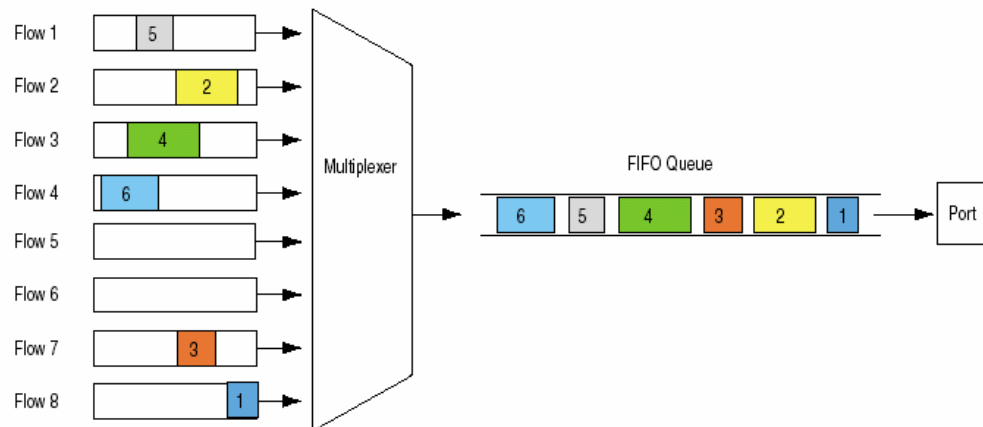 Flow 1
5
Flow 2
2
Flow 3
4
Flow 4
6
Flow 5
Flow 6
Flow 7
3
Flow 8
1
Multiplexer
FIFO Queue
6 5 4 3 2 1
Port